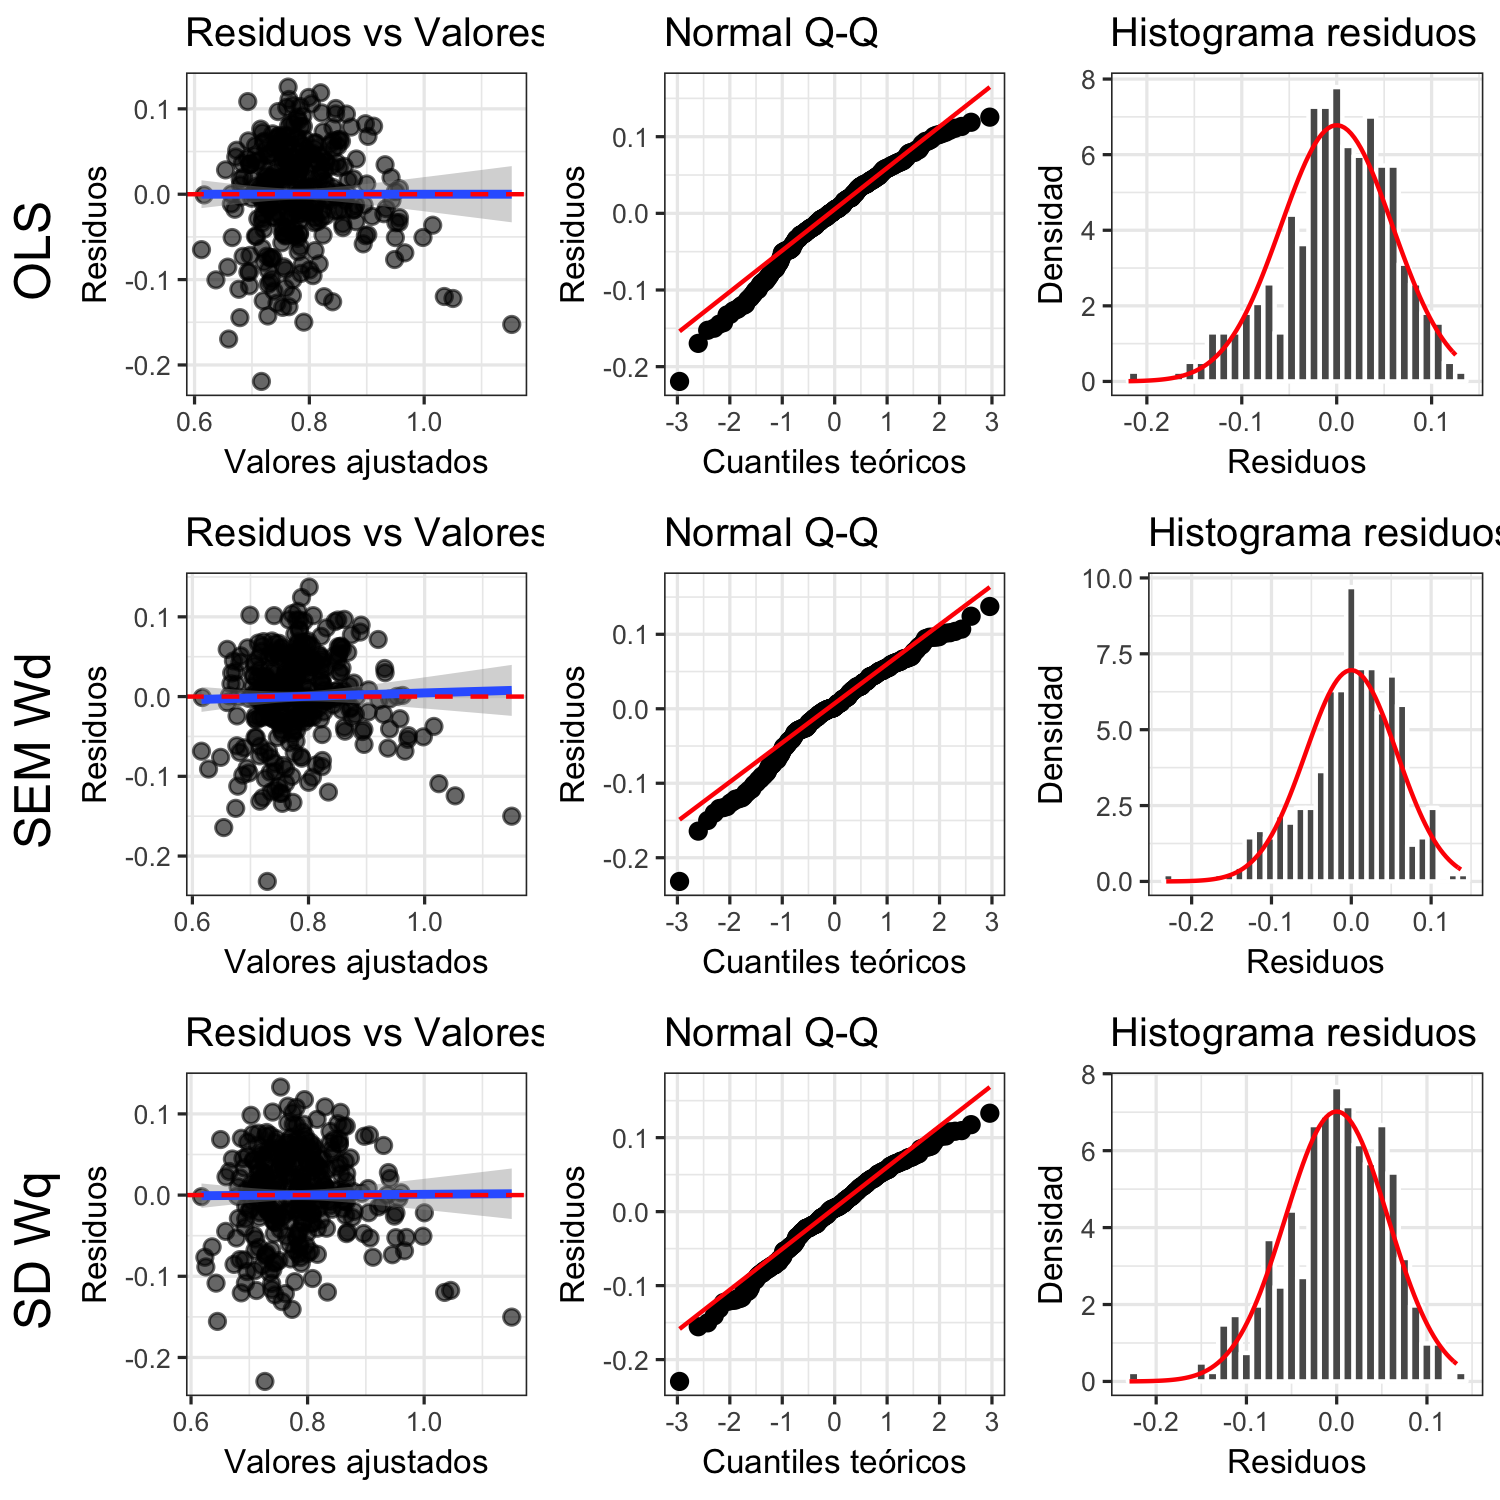 Residuos vs Valores
Normal Q-Q
Histograma residuos
OLS
Residuos
0.1
0.0
-0.1
-0.2
0.6 0.8 1.0
Valores ajustados
Residuos
0.1
0.0
-0.1
-0.2
-3 -2 -1 0 1 2 3
Cuantiles teóricos
Densidad
8
6
4
2
0
-0.2 -0.1 0.0 0.1
Residuos
Residuos vs Valores
Normal Q-Q
Histograma residuos
SEM Wd
Residuos
0.1
0.0
-0.1
-0.2
0.6 0.8 1.0
Valores ajustados
Residuos
0.1
0.0
-0.1
-0.2
-3 -2 -1 0 1 2 3
Cuantiles teóricos
Densidad
10.0
7.5
5.0
2.5
0.0
-0.2 -0.1 0.0 0.1
Residuos
Residuos vs Valores
Normal Q-Q
Histograma residuos
SD Wq
Residuos
0.1
0.0
-0.1
-0.2
0.6 0.8 1.0
Valores ajustados
Residuos
0.1
0.0
-0.1
-0.2
-3 -2 -1 0 1 2 3
Cuantiles teóricos
Densidad
8
6
4
2
0
-0.2 -0.1 0.0 0.1
Residuos